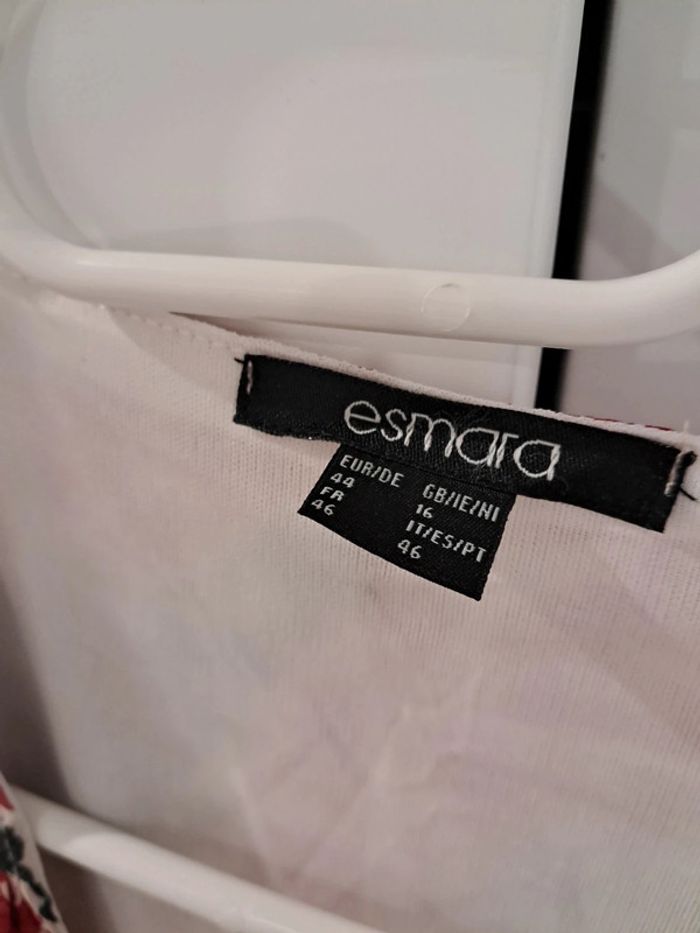 esmara
EUR/DE
44
FR
46
GB/IE/NI
16
IT/ES/PT
46